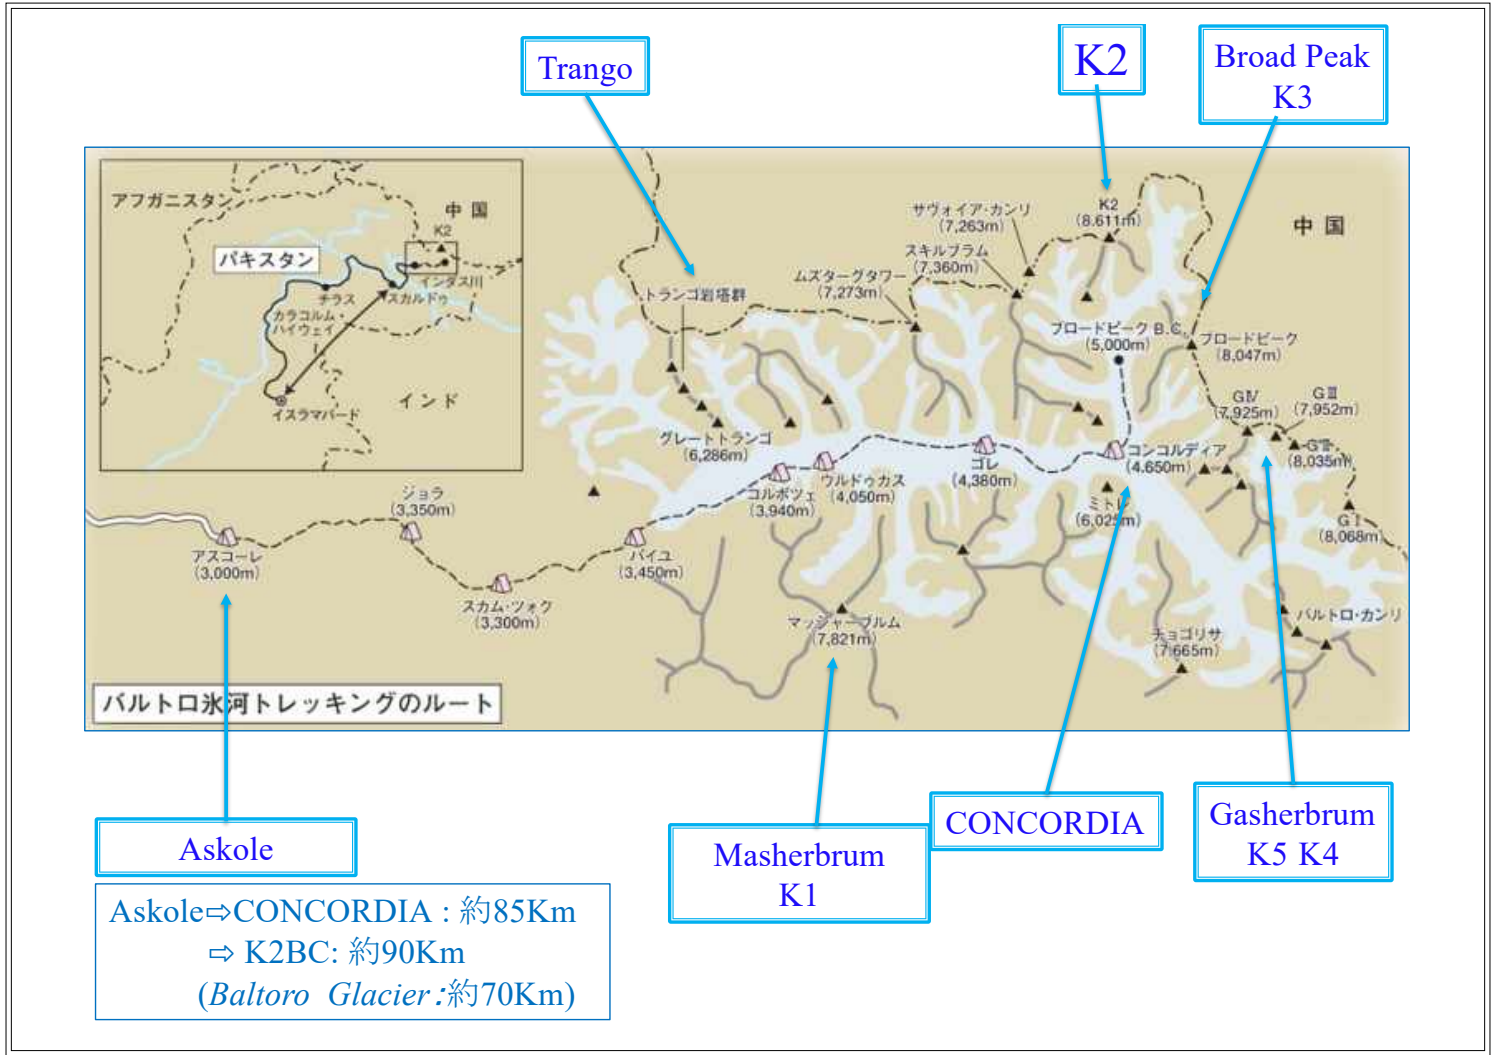 Trango
K2
Broad Peak
K3
アフガニスタン
中国
K2
パキスタン
インダス川
スカルドゥ
チラス
カラコルム・
ハイウェイ
イスラマバード
インド
サヴォイア・カンリ
(7,263m)
K2
(8.611m)
中国
スキルブラム
(7,360m)
ムズターグタワー
(7,273m)
トランゴ岩塔群
ブロードピーク B.C.
(5,000m)
ブロードピーク
(8,047m)
GⅣ
(7,925m)
GⅢ
(7,952m)
GⅡ
(8,035m)
グレートトランゴ
(6,286m)
コンコルディア
(4,650m)
ゴレ
(4,380m)
ウルドゥカス
(4,050m)
コルボツェ
(3,940m)
ミトレ
(6,025m)
GⅠ
(8,068m)
ジョラ
(3,350m)
アスコーレ
(3,000m)
パイユ
(3,450m)
スカム・ツォク
(3,300m)
マッシャーブルム
(7,821m)
バルトロ・カンリ
チョゴリサ
(7,665m)
バルトロ氷河トレッキングのルート
Askole
Masherbrum
K1
CONCORDIA
Gasherbrum
K5 K4
Askole⇨CONCORDIA : 約85Km
⇨ K2BC: 約90Km
(Baltoro Glacier:約70Km)